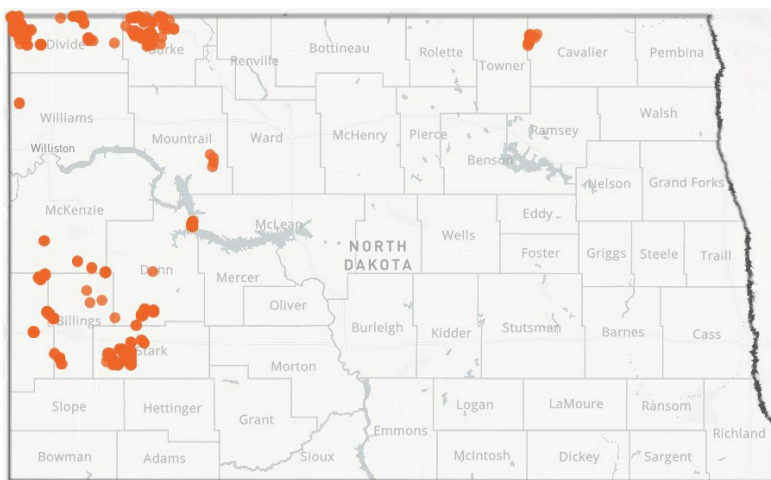 Divide
Burke
Renville
Bottineau
Rolette
Towner
Cavalier
Pembina
Williams
Williston
Mountrail
Ward
McHenry
Pierce
Benson
Ramsey
Walsh
Nelson
Grand Forks
McKenzie
McLean
NORTH
DAKOTA
Wells
Eddy
Foster
Griggs
Steele
Traill
Dunn
Mercer
Oliver
Billings
Stark
Morton
Burleigh
Kidder
Stutsman
Barnes
Cass
Slope
Hettinger
Grant
Sioux
Emmons
Logan
LaMoure
Ransom
Richland
Bowman
Adams
McIntosh
Dickey
Sargent